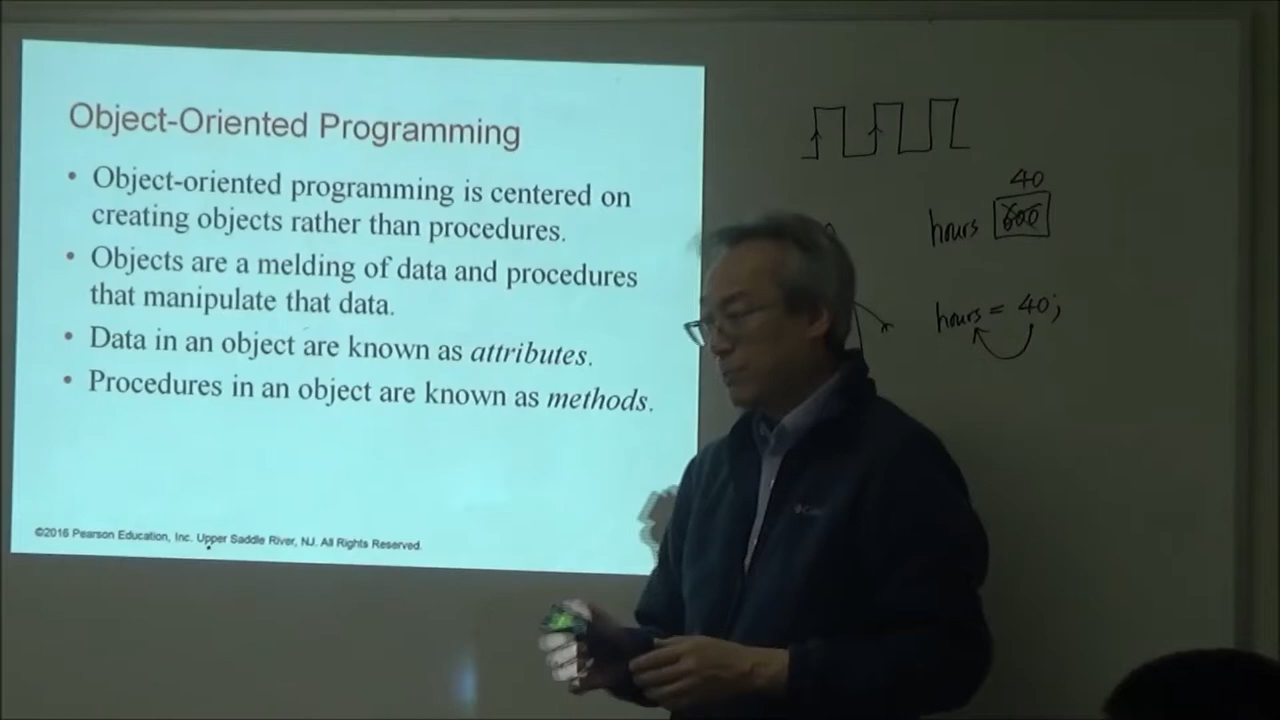 Object-Oriented Programming
• Object-oriented programming is centered on
creating objects rather than procedures.
• Objects are a melding of data and procedures
that manipulate that data.
• Data in an object are known as attributes.
• Procedures in an object are known as methods.
©2016 Pearson Education, Inc. Upper Saddle River, NJ. All Rights Reserved.
40
hours
hours = 40;